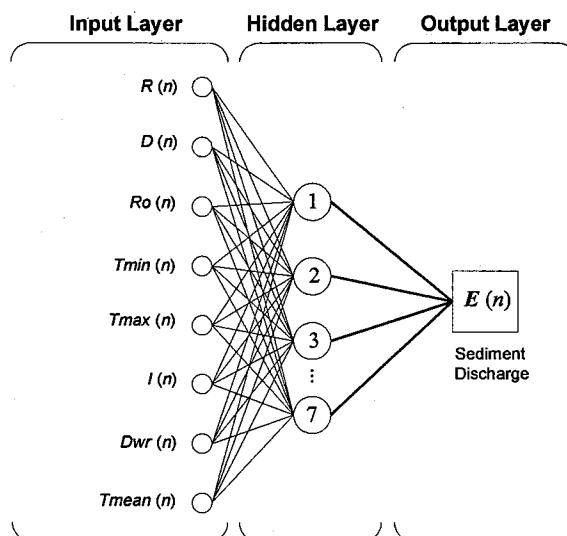 Input Layer Hidden Layer Output Layer
R (n)
D (n)
Ro (n)
Tmin (n)
Tmax (n)
I (n)
Dwr (n)
Tmean (n)
1
2
3
⋮
7
E (n)
Sediment
Discharge